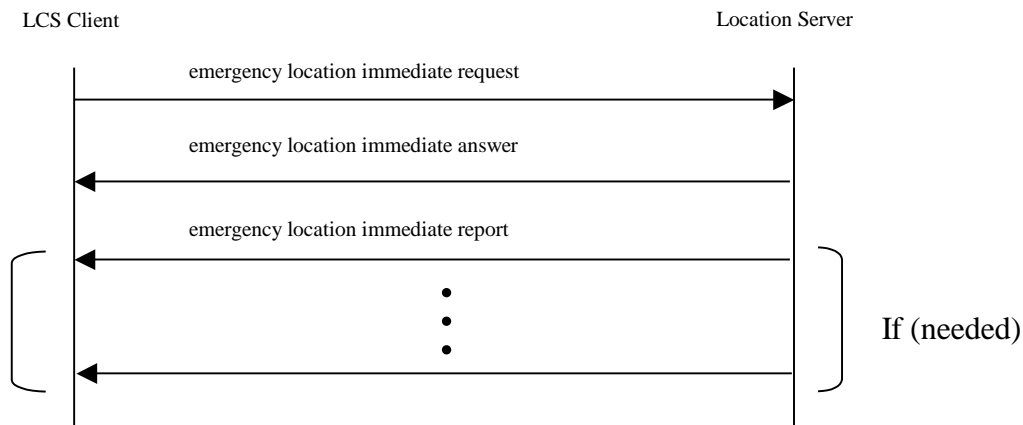 LCS Client
Location Server
emergency location immediate request
emergency location immediate answer
emergency location immediate report
If (needed)